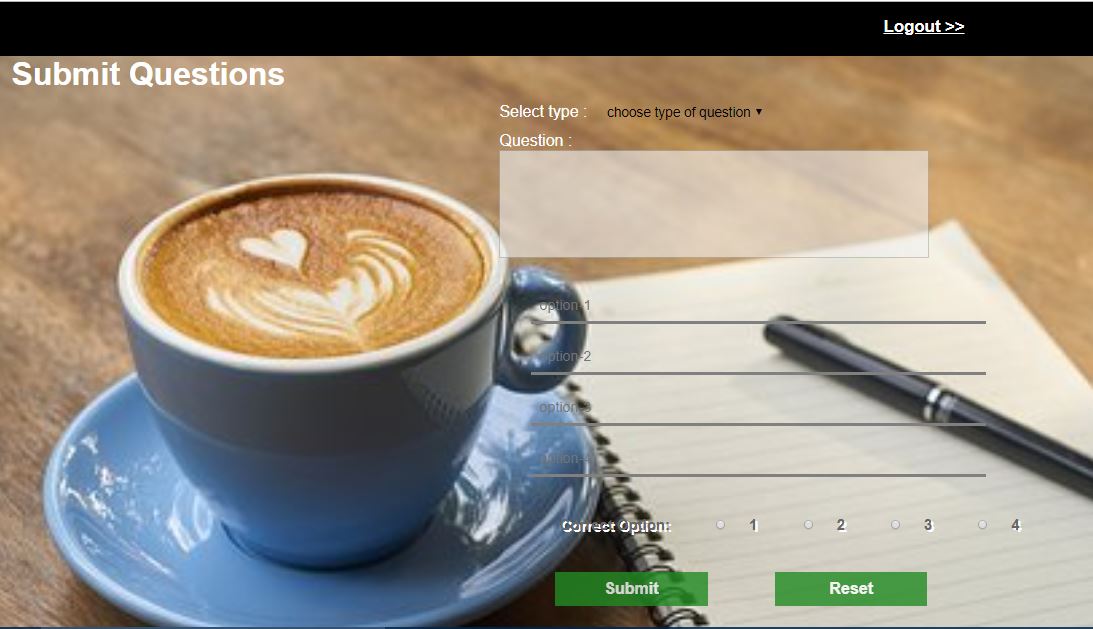 Logout >>
Submit Questions
Select type : choose type of question
Question :
option-1
option-2
option-3
option-4
Correct Option: 1 2 3 4
Submit Reset